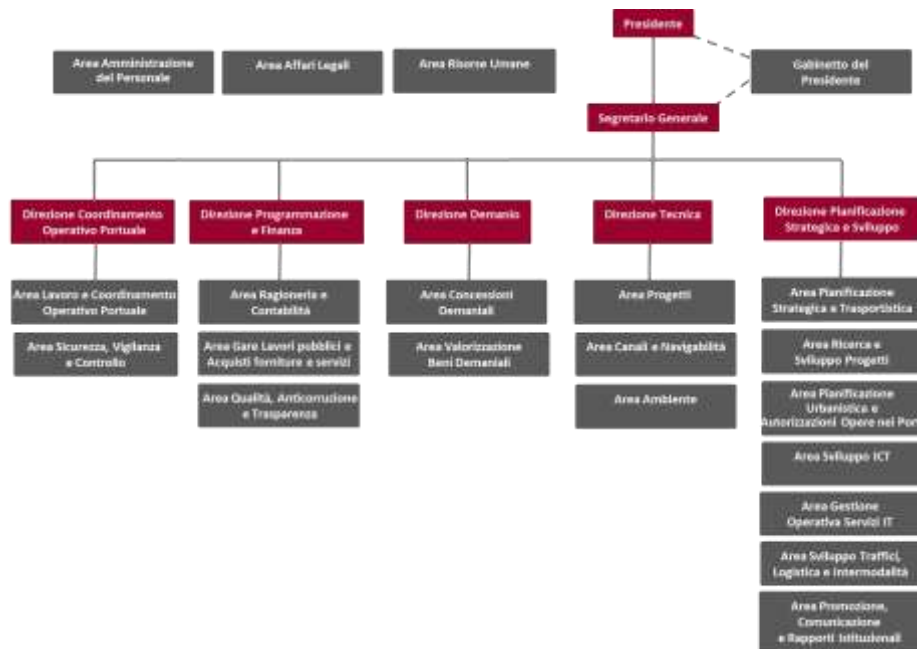 Presidente
Area Amministrazione
del Personale
Area Affari Legali
Area Risorse Umane
Gabinetto del
Presidente
Segretario Generale
Direzione Coordinamento
Operativo Portuale
Direzione Programmazione
e Finanza
Direzione Demanio
Direzione Tecnica
Direzione Planificazione
Strategica e Sviluppo
Area Lavoro e Coordinamento
Operativo Portuale
Area Sicurezza, Vigilanza
e Controllo
Area Ragioneria e
Contabilità
Area Gare Lavori pubblici e
Acquisti forniture e servizi
Area Qualità, Anticorruzione
e Trasparenza
Area Concessioni
Demaniali
Area Valorizzazione
Beni Demaniali
Area Progetti
Area Canali e Navigabilità
Area Ambiente
Area Planificazione
Strategica e Trasportistica
Area Ricerca e
Sviluppo Progetti
Area Planificazione
Urbanistica e
Autorizzazioni Opere nei Port
Area Sviluppo ICT
Area Gestione
Operativa Servizi IT
Area Sviluppo Traffici,
Logistica e Intermodalità
Area Promozione,
Comunicazione
e Rapporti Istituzionali